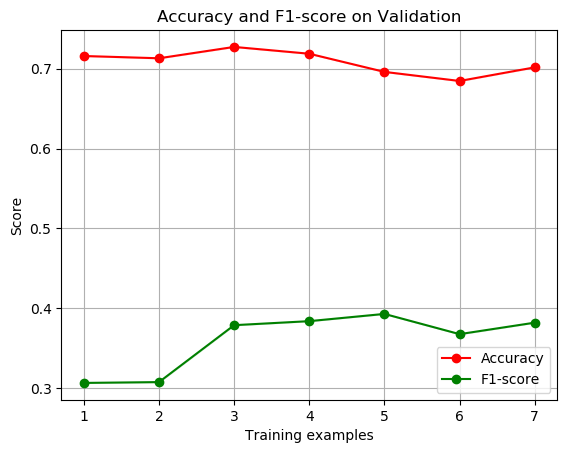 Accuracy and F1-score on Validation
0.7
0.6
0.5
0.4
0.3
Score
1 2 3 4 5 6 7
Training examples
Accuracy
F1-score